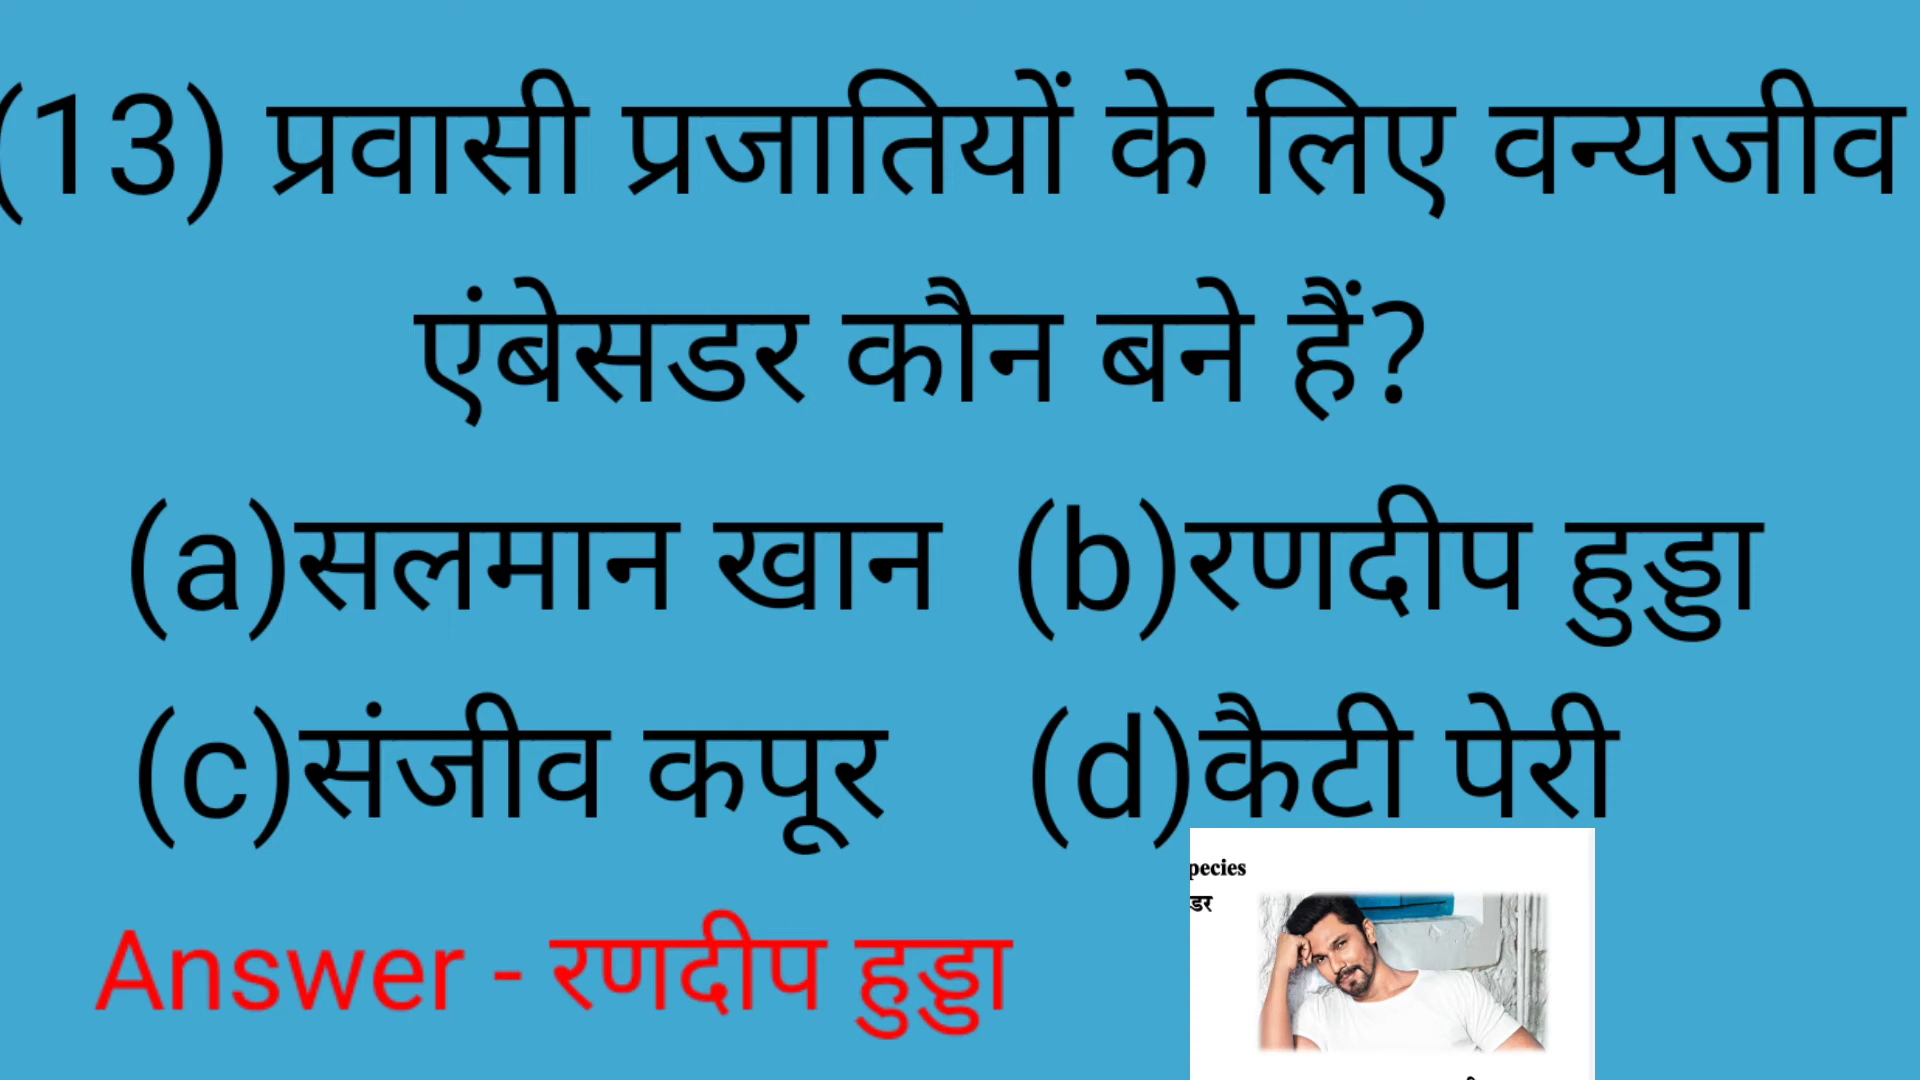 (13) प्रवासी प्रजातियों के लिए वन्यजीव
एंबेसडर कौन बने हैं?
(a)सलमान खान (b)रणदीप हुड्डा
(c)संजीव कपूर (d)कैटी पेरी
pecies
डर
Answer - रणदीप हुड्डा